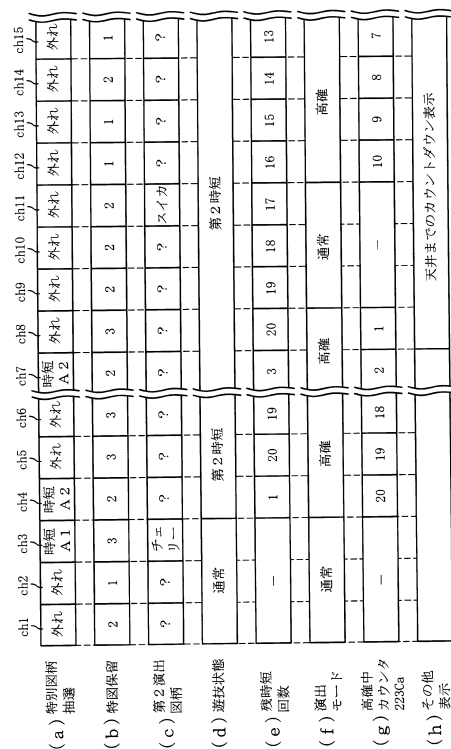 ch1 ch2 ch3 ch4 ch5 ch6 ch7 ch8 ch9 ch10 ch11 ch12 ch13 ch14 ch15
(a) 特別図柄抽選 外れ 外れ 時短A1 時短A2 外れ 外れ 時短A2 外れ 外れ 外れ 外れ 外れ 外れ 外れ 外れ
(b) 特図保留 2 1 3 2 3 3 2 3 2 2 2 1 1 2 1
(c) 第2演出図柄 ? ? チェリー ? ? ? ? ? ? ? スイカ ? ? ? ?
(d) 遊技状態 通常 第2時短 第2時短
(e) 残時短回数 － 1 20 19 3 20 19 18 17 16 15 14 13
(f) 演出モード 通常 高確 高確 通常 高確
(g) 高確中カウンタ223Ca － 20 19 18 2 1 － 10 9 8 7
(h) その他表示 天井までのカウントダウン表示